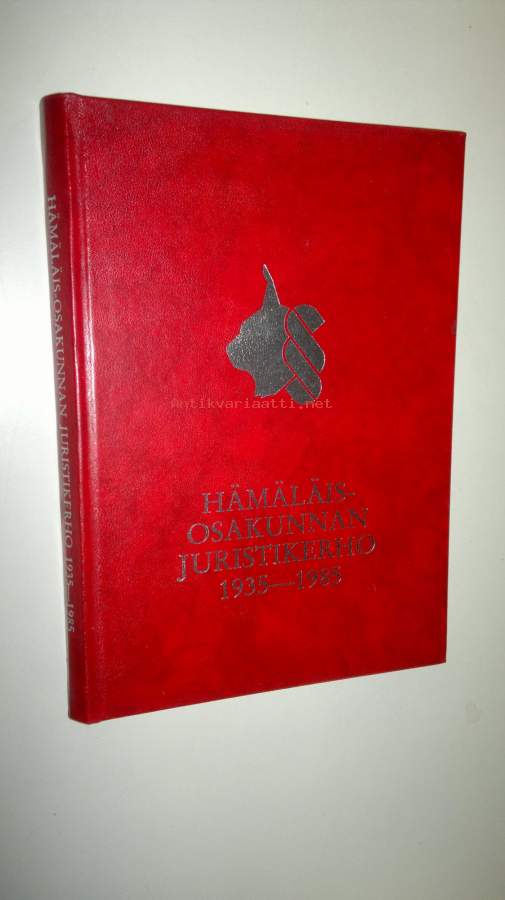 HÄMÄLÄIS-OSAKUNNAN JURISTIKERHO 1935—1985
Antikvariaatti.net
HÄMÄLÄIS-
OSAKUNNAN
JURISTIKERHO
1935—1985